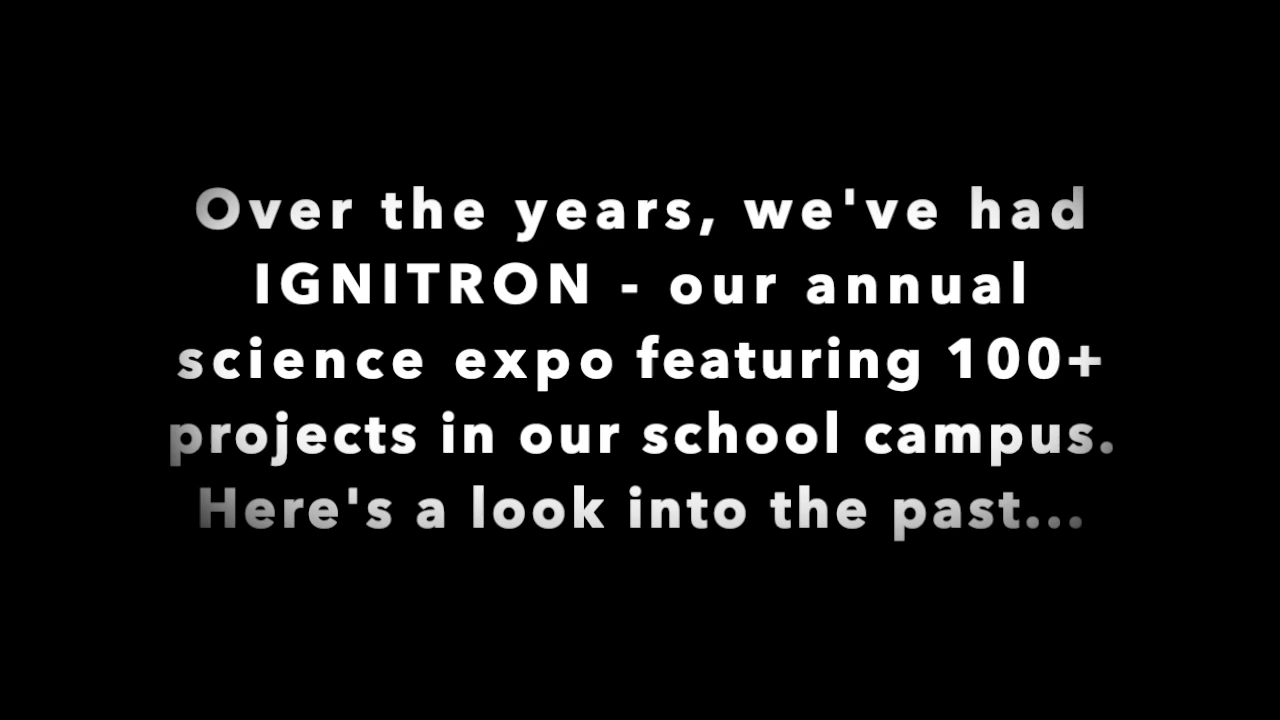 Over the years, we've had
IGNITRON - our annual
science expo featuring 100+
projects in our school campus.
Here's a look into the past...